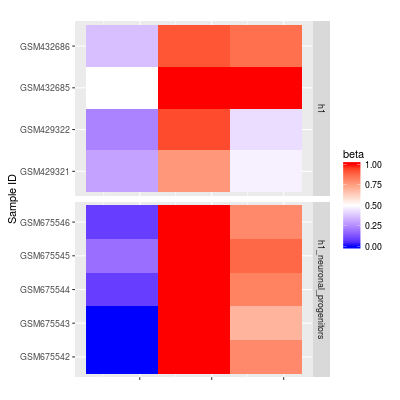 Sample ID
GSM432686
GSM432685
GSM429322
GSM429321
h1
GSM675546
GSM675545
GSM675544
GSM675543
GSM675542
h1_neuronal_progenitors
beta
1.00
0.75
0.50
0.25
0.00